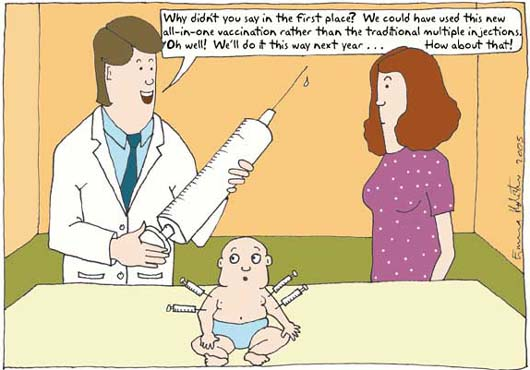 Why didn't you say in the first place? We could have used this new
all-in-one vaccination rather than the traditional multiple injections.
Oh well! We'll do it this way next year . . . How about that!
2005